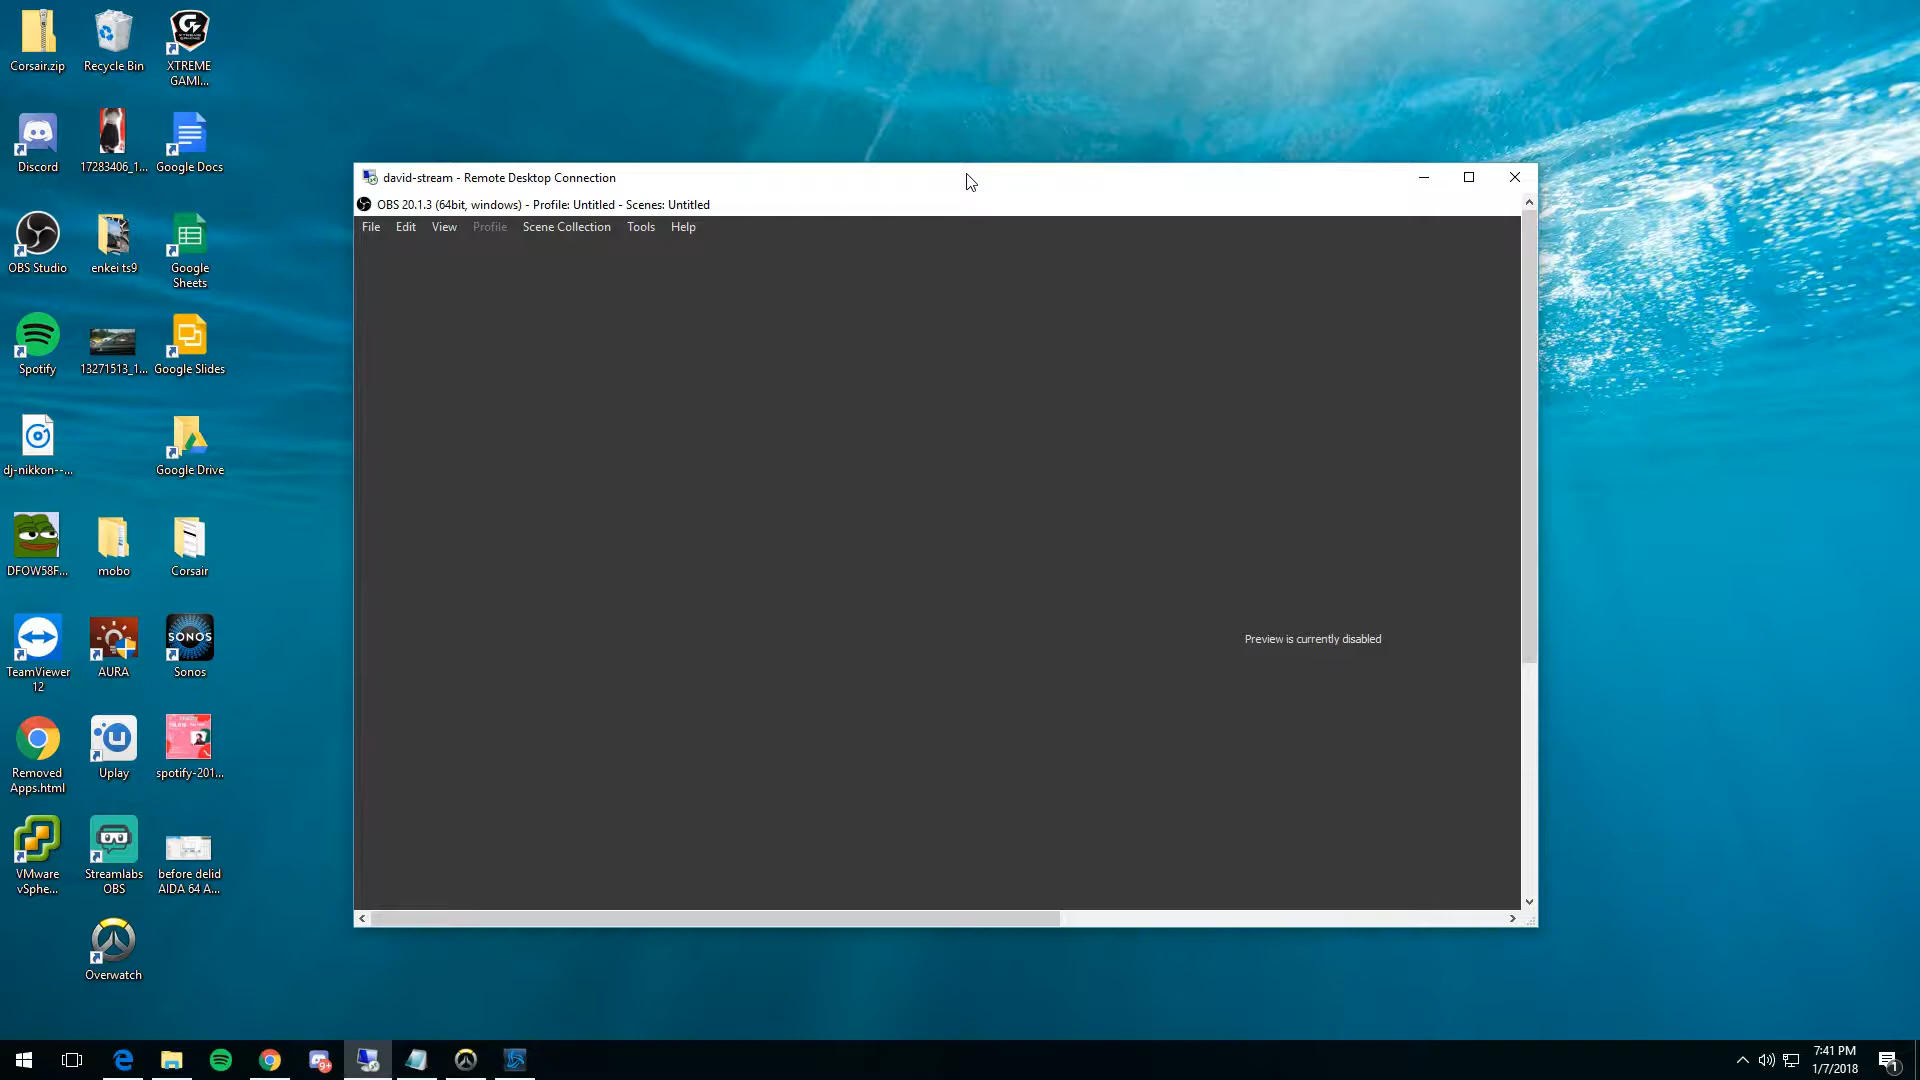 Corsair.zip
Recycle Bin
XTREME
GAMI...
Discord
17283406_1...
Google Docs
OBS Studio
enkei ts9
Google
Sheets
Spotify
13271513_1...
Google Slides
dj-nikkon--...
Google Drive
DFOW58F...
mobo
Corsair
TeamViewer
12
AURA
SONOS
Sonos
Removed
Apps.html
Uplay
spotify-201...
VMware
vSphe...
Streamlabs
OBS
before delid
AIDA 64 A...
Overwatch
david-stream - Remote Desktop Connection
OBS 20.1.3 (64bit, windows) - Profile: Untitled - Scenes: Untitled
File Edit View Profile Scene Collection Tools Help
Preview is currently disabled
9+
7:41 PM
1/7/2018
1